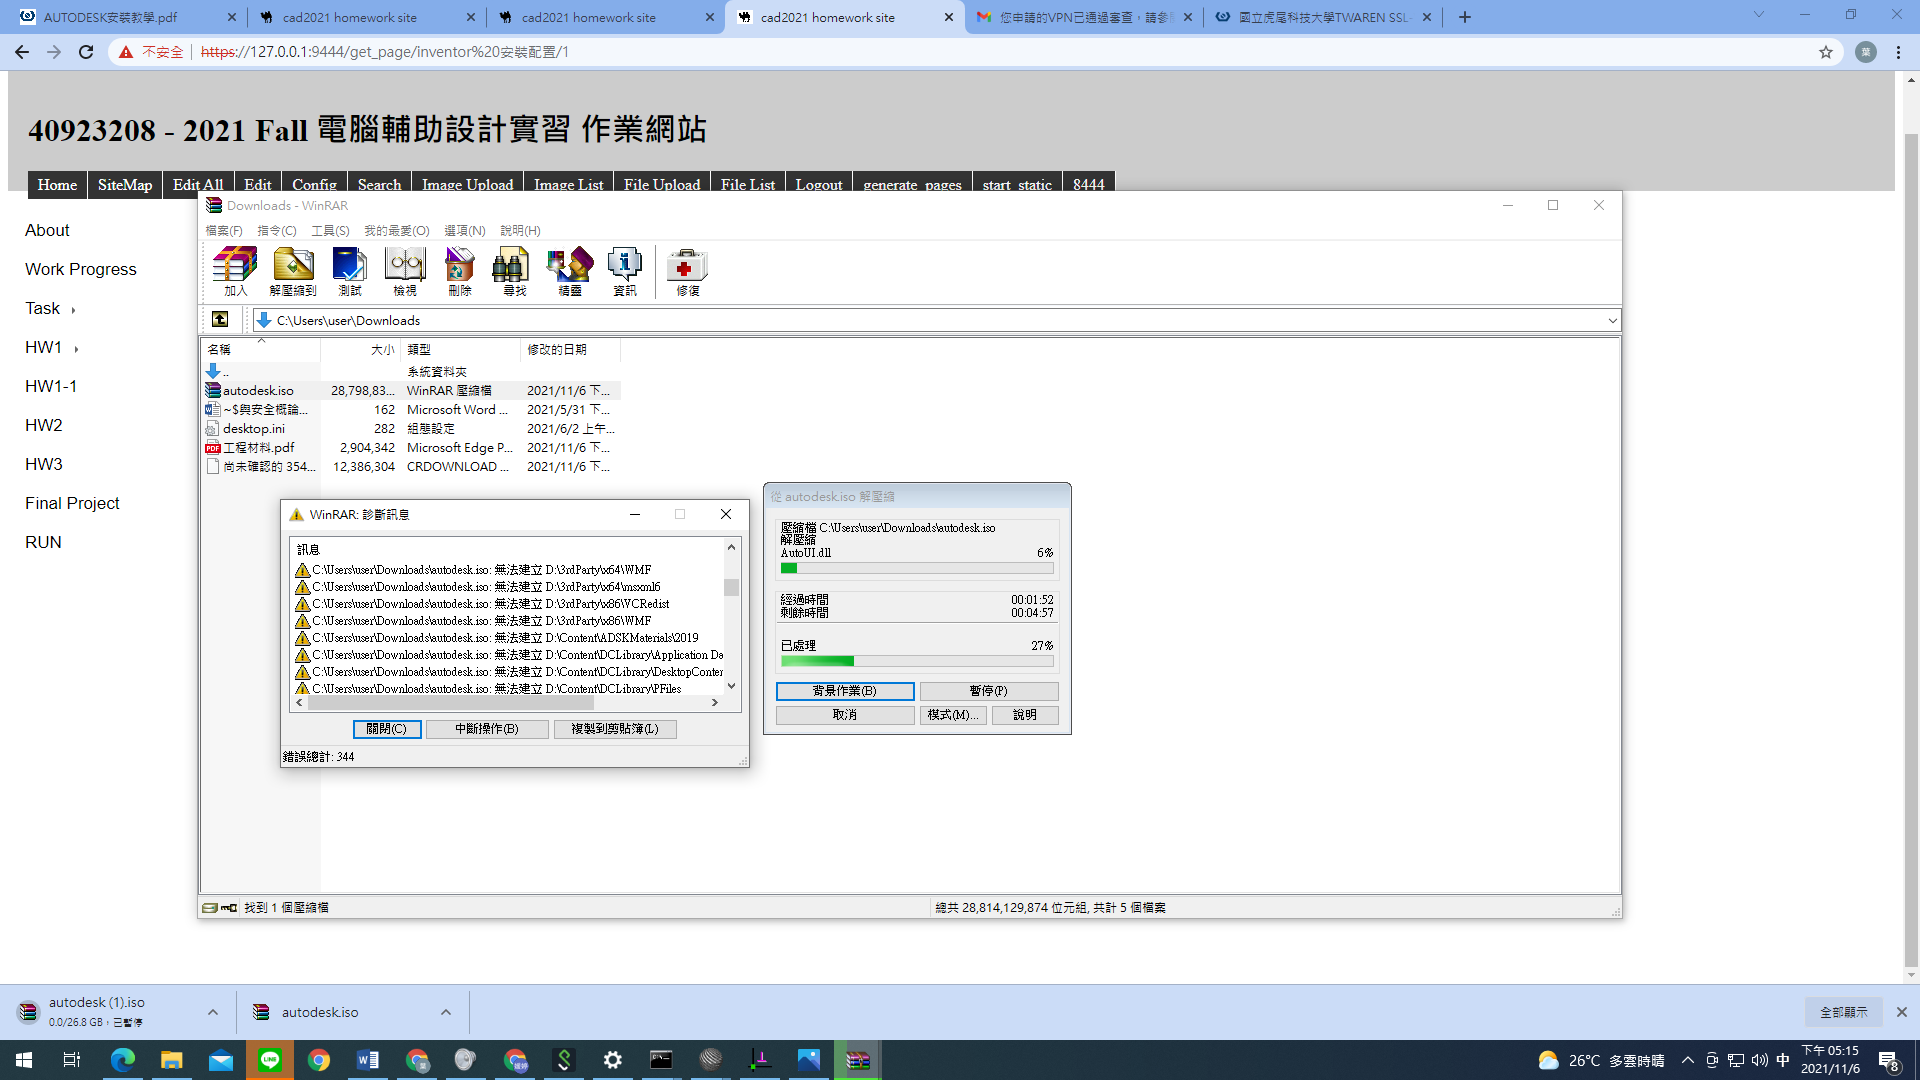 AUTODESK安裝教學.pdf
cad2021 homework site
cad2021 homework site
cad2021 homework site
您申請的VPN已通過審查，請參
國立虎尾科技大學TWAREN SSL
不安全
https://127.0.0.1:9444/get_page/inventor%20安裝配置/1
葉
40923208 - 2021 Fall 電腦輔助設計實習 作業網站
Home SiteMap Edit All Edit Config Search Image Upload Image List File Upload File List Logout generate_pages start_static 8444
About
Work Progress
Task
HW1
HW1-1
HW2
HW3
Final Project
RUN
Downloads - WinRAR
檔案(F) 指令(C) 工具(S) 我的最愛(O) 選項(N) 說明(H)
加入 解壓縮到 測試 檢視 刪除 尋找 精靈 資訊 修復
C:\Users\user\Downloads
名稱 大小 類型 修改的日期
.. 系統資料夾
autodesk.iso 28,798,83... WinRAR 壓縮檔 2021/11/6 下...
~$與安全概論... 162 Microsoft Word ... 2021/5/31 下...
desktop.ini 282 組態設定 2021/6/2 上午...
工程材料.pdf 2,904,342 Microsoft Edge P... 2021/11/6 下...
尚未確認的 354... 12,386,304 CRDOWNLOAD ... 2021/11/6 下...
WinRAR: 診斷訊息
訊息
C:\Users\user\Downloads\autodesk.iso: 無法建立 D:\3rdParty\x64\WMF
C:\Users\user\Downloads\autodesk.iso: 無法建立 D:\3rdParty\x64\msxml6
C:\Users\user\Downloads\autodesk.iso: 無法建立 D:\3rdParty\x86\VCRedist
C:\Users\user\Downloads\autodesk.iso: 無法建立 D:\3rdParty\x86\WMF
C:\Users\user\Downloads\autodesk.iso: 無法建立 D:\Content\ADSKMaterials\2019
C:\Users\user\Downloads\autodesk.iso: 無法建立 D:\Content\DCLibrary\Application Da
C:\Users\user\Downloads\autodesk.iso: 無法建立 D:\Content\DCLibrary\DesktopConter
C:\Users\user\Downloads\autodesk.iso: 無法建立 D:\Content\DCLibrary\PFiles
關閉(C) 中斷操作(B) 複製到剪貼簿(L)
錯誤總計: 344
從 autodesk.iso 解壓縮
壓縮檔 C:\Users\user\Downloads\autodesk.iso
解壓縮
AutoUI.dll 6%
經過時間 00:01:52
剩餘時間 00:04:57
已處理 27%
背景作業(B) 暫停(P)
取消 模式(M)... 說明
找到 1 個壓縮檔
總共 28,814,129,874 位元組, 共計 5 個檔案
autodesk (1).iso
0.0/26.8 GB，已暫停
autodesk.iso
全部顯示
26°C 多雲時晴
中
下午 05:15
2021/11/6
8